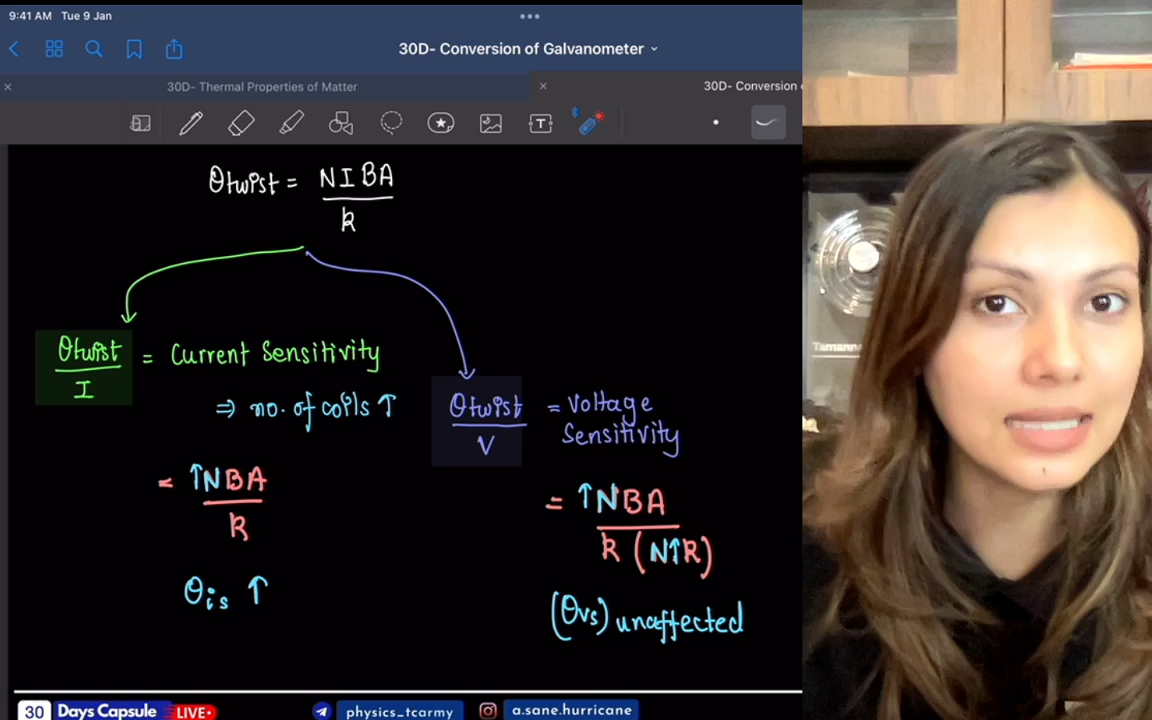 9:41 AM Tue 9 Jan
30D- Conversion of Galvanometer
30D- Thermal Properties of Matter
30D- Conversion
θtwist = NIBA
k
θtwist = Current Sensitivity
I
⇒ no. of coils ↑
θtwist = Voltage
Sensitivity
V
= ↑NBA
k
= ↑NBA
k (N↑R)
θis ↑
(θvs) unaffected
Tamanna
30 Days Capsule LIVE
physics_tcarmy
a.sane.hurricane